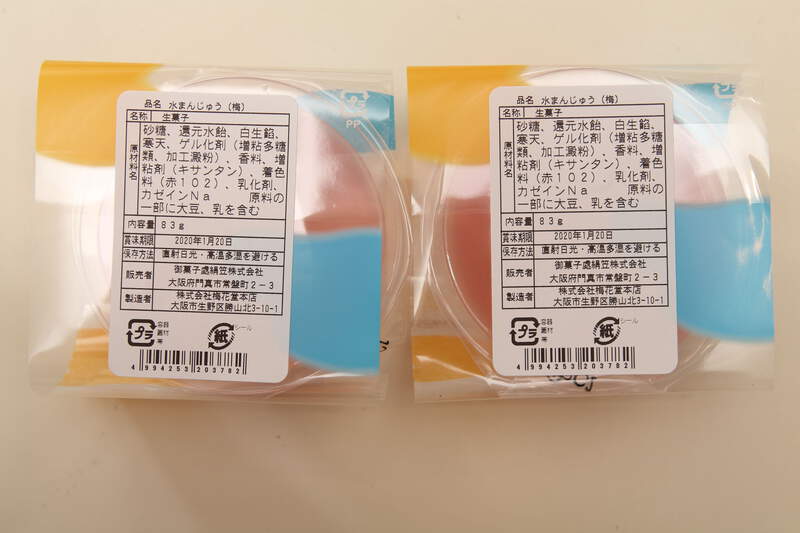 品名 水まんじゅう（梅）
名称 生菓子
原材料名
砂糖、還元水飴、白生餡、
寒天、ゲル化剤（増粘多糖
類、加工澱粉）、香料、増
粘剤（キサンタン）、着色
料（赤１０２）、乳化剤、
カゼインＮａ 原料の
一部に大豆、乳を含む
内容量 ８３ｇ
賞味期限 2020年1月20日
保存方法 直射日光・高温多湿を避ける
販売者 御菓子處絹笠株式会社
大阪府門真市常盤町２－３
製造者 株式会社梅花堂本店
大阪市生野区勝山北3-10-1
プラ 容器 蓋材 帯
紙 シール
4 994253 203782
プラ
PP
品名 水まんじゅう（梅）
名称 生菓子
原材料名
砂糖、還元水飴、白生餡、
寒天、ゲル化剤（増粘多糖
類、加工澱粉）、香料、増
粘剤（キサンタン）、着色
料（赤１０２）、乳化剤、
カゼインＮａ 原料の
一部に大豆、乳を含む
内容量 ８３ｇ
賞味期限 2020年1月20日
保存方法 直射日光・高温多湿を避ける
販売者 御菓子處絹笠株式会社
大阪府門真市常盤町２－３
製造者 株式会社梅花堂本店
大阪市生野区勝山北3-10-1
プラ 容器 蓋材 帯
紙 シール
4 994253 203782
プラ